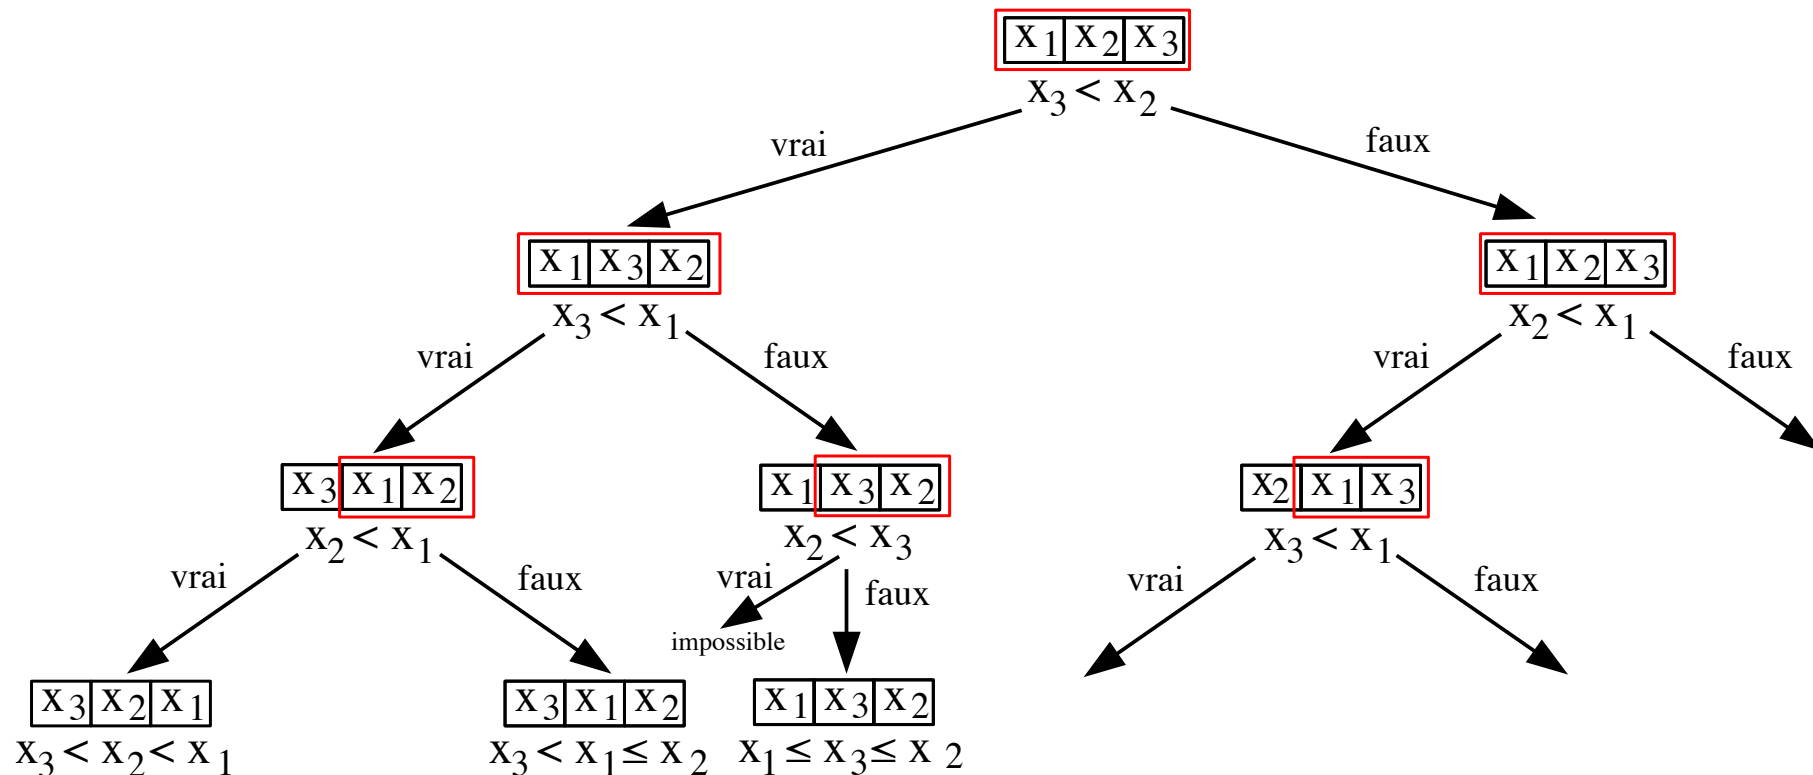 x1 x2 x3
x3 < x2
vrai faux
x1 x3 x2 x1 x2 x3
x3 < x1 x2 < x1
vrai faux vrai faux
x3 x1 x2 x1 x3 x2 x2 x1 x3
x2 < x1 x2 < x3 x3 < x1
vrai faux vrai faux vrai faux
impossible
x3 x2 x1 x3 x1 x2 x1 x3 x2
x3 < x2 < x1 x3 < x1 ≤ x2 x1 ≤ x3 ≤ x2